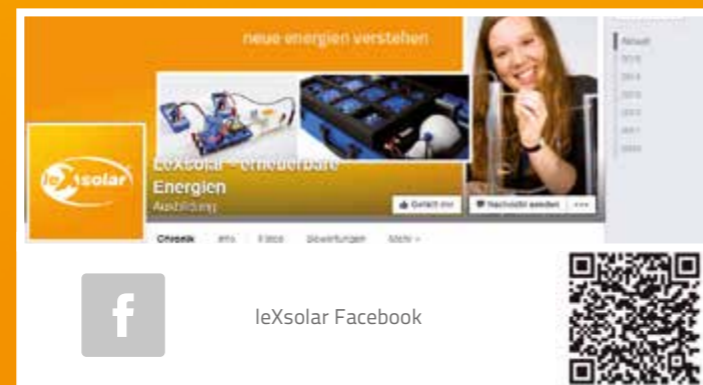 neue energien verstehen
leXsolar
leXsolar - erneuerbare
Energien
Ausbildung
Gefällt mir
Nachricht senden
Chronik Info Fotos Bewertungen Mehr
f
leXsolar Facebook